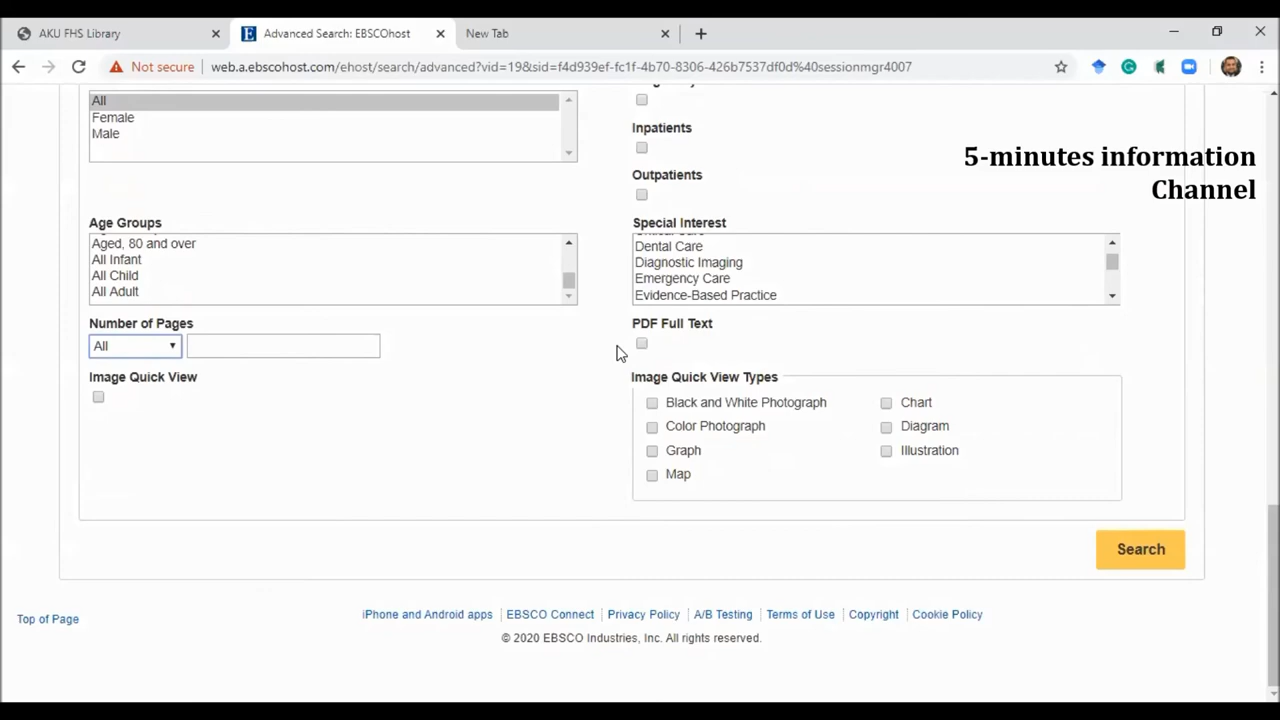 AKU FHS Library
Advanced Search: EBSCOhost
New Tab
Not secure
web.a.ebscohost.com/ehost/search/advanced?vid=19&sid=f4d939ef-fc1f-4b70-8306-426b7537df0d%40sessionmgr4007
5-minutes information
Channel
All
Female
Male
Inpatients
Outpatients
Age Groups
Aged, 80 and over
All Infant
All Child
All Adult
Special Interest
Dental Care
Diagnostic Imaging
Emergency Care
Evidence-Based Practice
Number of Pages
All
PDF Full Text
Image Quick View
Image Quick View Types
Black and White Photograph
Chart
Color Photograph
Diagram
Graph
Illustration
Map
Search
Top of Page
iPhone and Android apps
EBSCO Connect
Privacy Policy
A/B Testing
Terms of Use
Copyright
Cookie Policy
© 2020 EBSCO Industries, Inc. All rights reserved.